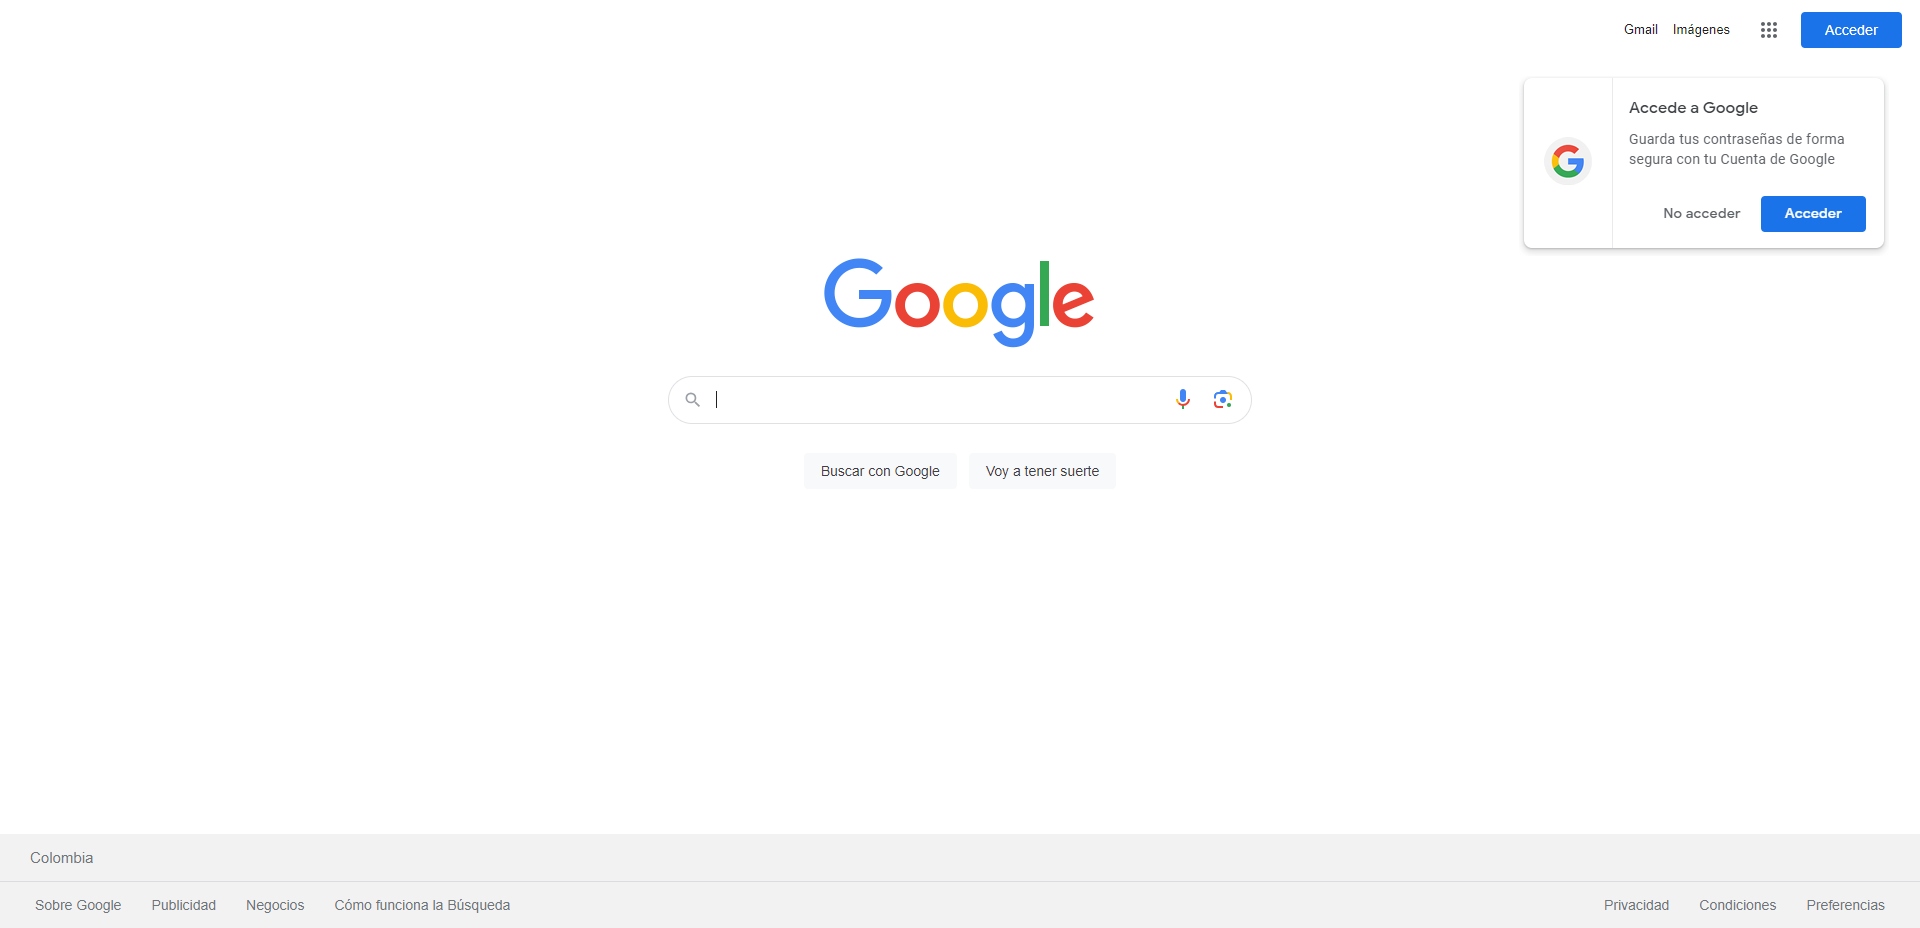 Gmail Imágenes Acceder
Accede a Google
Guarda tus contraseñas de forma
segura con tu Cuenta de Google
No acceder Acceder
Google
Buscar con Google Voy a tener suerte
Colombia
Sobre Google Publicidad Negocios Cómo funciona la Búsqueda Privacidad Condiciones Preferencias